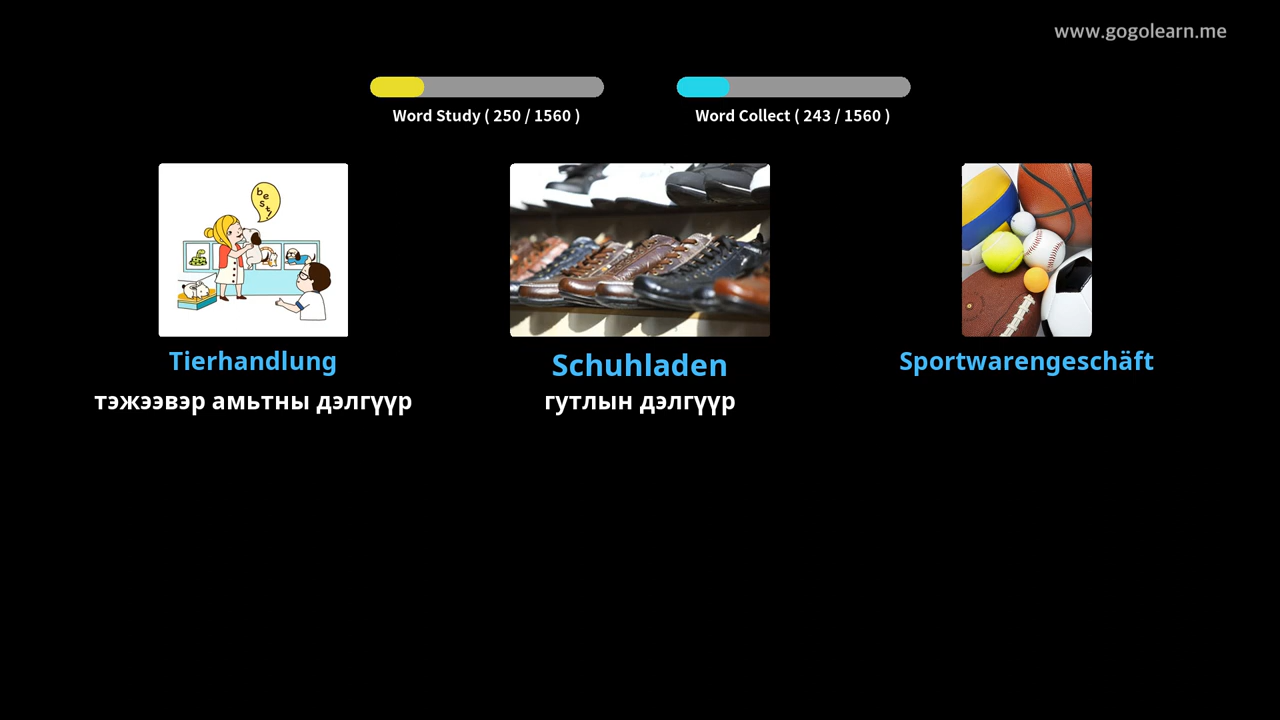 www.gogolearn.me
Word Study ( 250 / 1560 )
Word Collect ( 243 / 1560 )
best,
Tierhandlung
Schuhladen
Sportwarengeschäft
тэжээвэр амьтны дэлгүүр
гутлын дэлгүүр